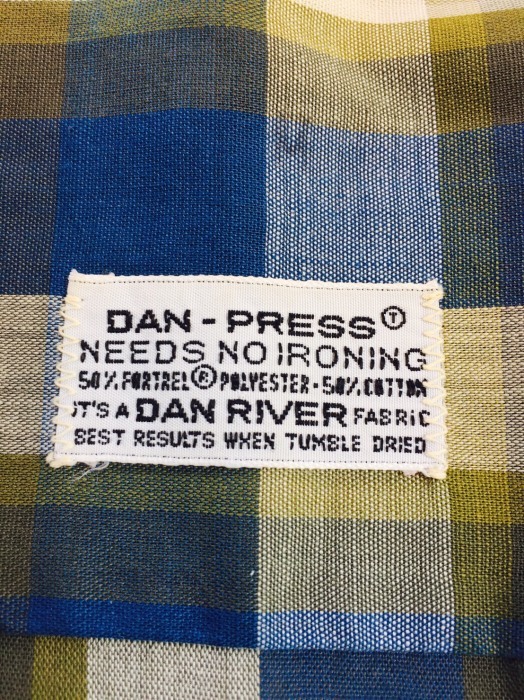 DAN-PRESS Ⓣ
NEEDS NO IRONING
50% FORTREL® POLYESTER·50% COTTON
IT'S A DAN RIVER FABRIC
BEST RESULTS WHEN TUMBLE DRIED